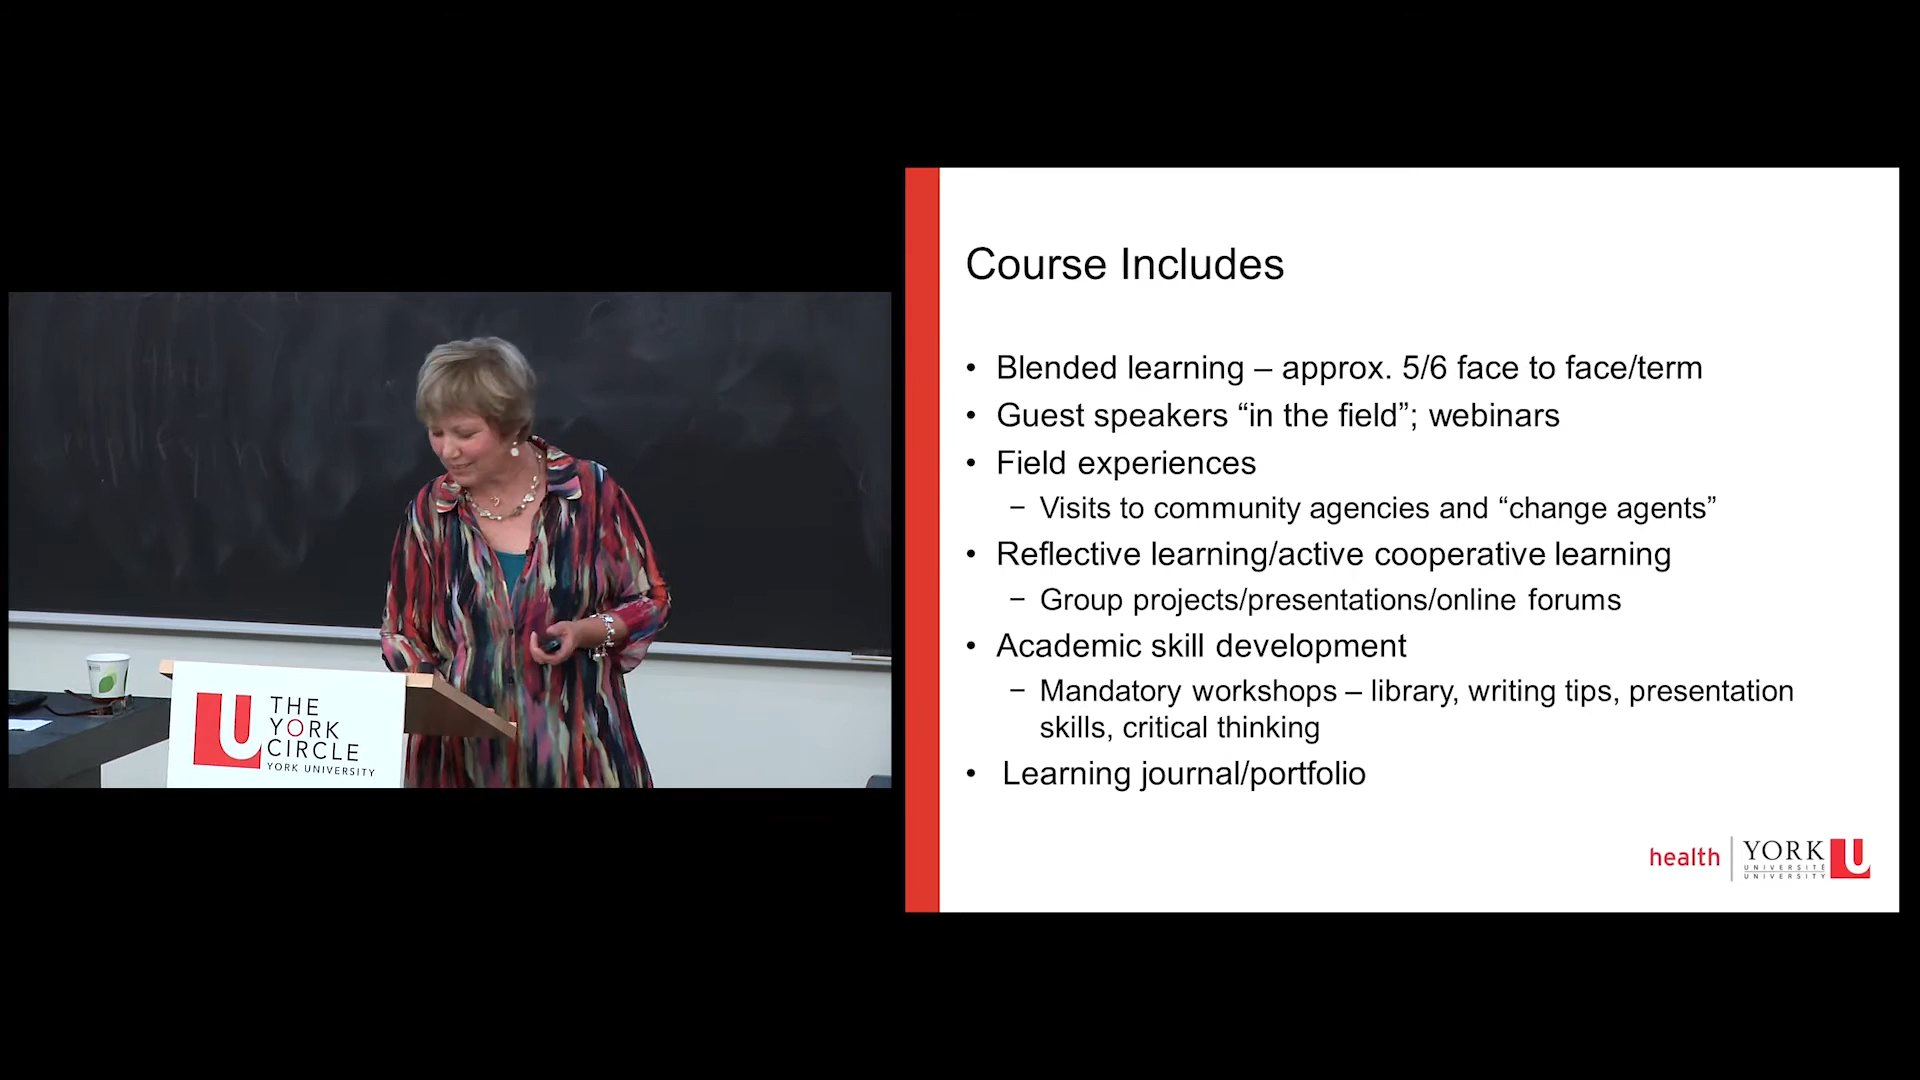 Course Includes
• Blended learning – approx. 5/6 face to face/term
• Guest speakers “in the field”; webinars
• Field experiences
– Visits to community agencies and “change agents”
• Reflective learning/active cooperative learning
– Group projects/presentations/online forums
• Academic skill development
– Mandatory workshops – library, writing tips, presentation
skills, critical thinking
• Learning journal/portfolio
health
YORK
UNIVERSITÉ
UNIVERSITY
U
U
THE
YORK
CIRCLE
YORK UNIVERSITY